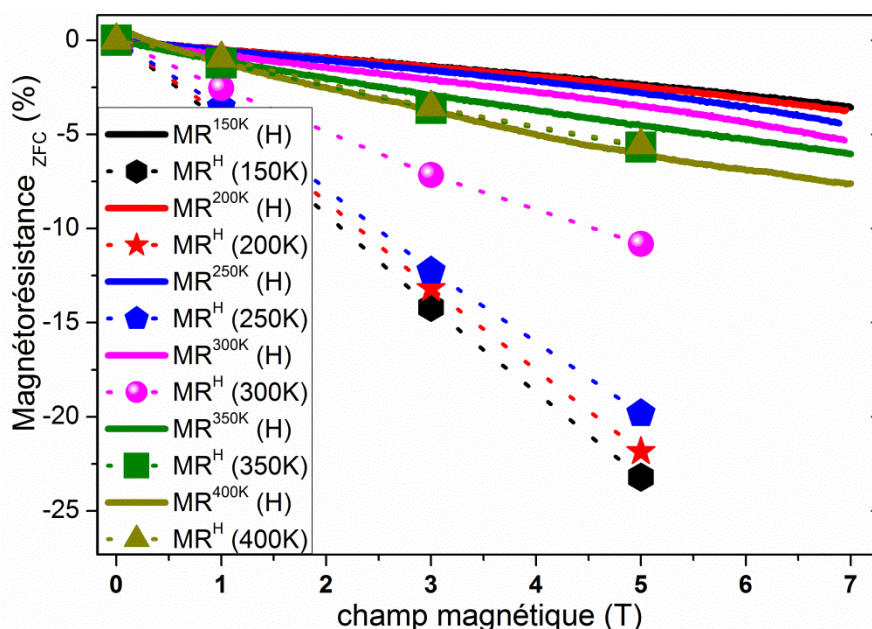 Magnétorésistance ZFC (%)
0
-5
-10
-15
-20
-25
MR150K (H)
MRH (150K)
MR200K (H)
MRH (200K)
MR250K (H)
MRH (250K)
MR300K (H)
MRH (300K)
MR350K (H)
MRH (350K)
MR400K (H)
MRH (400K)
0 1 2 3 4 5 6 7
champ magnétique (T)